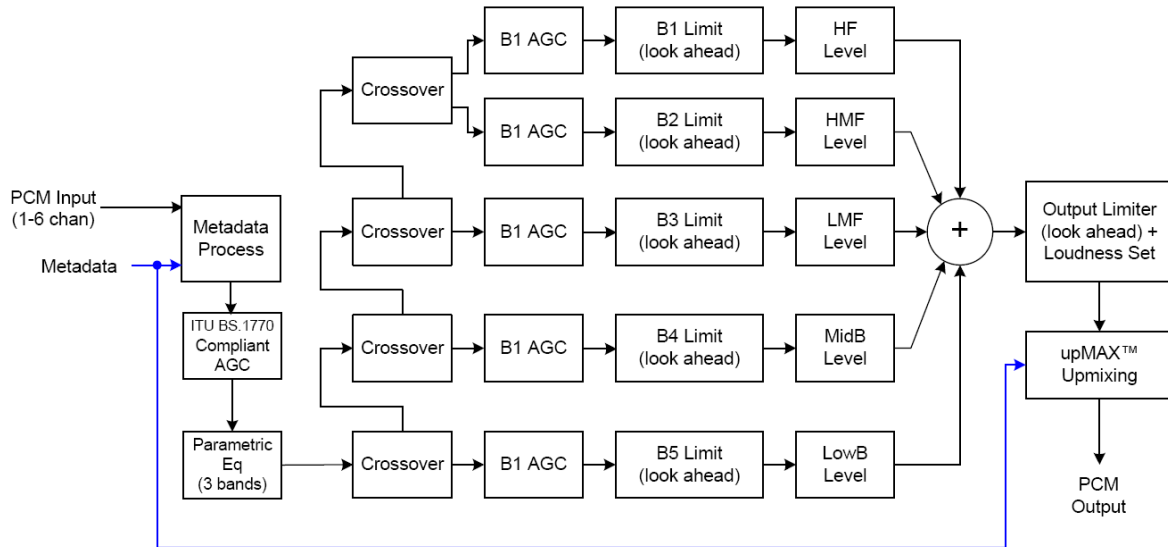 B1 AGC
B1 Limit
(look ahead)
HF
Level
Crossover
B1 AGC
B2 Limit
(look ahead)
HMF
Level
PCM Input
(1-6 chan)
Metadata
Process
Crossover
B1 AGC
B3 Limit
(look ahead)
LMF
Level
+
Output Limiter
(look ahead) +
Loudness Set
Metadata
ITU BS.1770
Compliant
AGC
Crossover
B1 AGC
B4 Limit
(look ahead)
MidB
Level
upMAX™
Upmixing
Parametric
Eq
(3 bands)
Crossover
B1 AGC
B5 Limit
(look ahead)
LowB
Level
PCM
Output